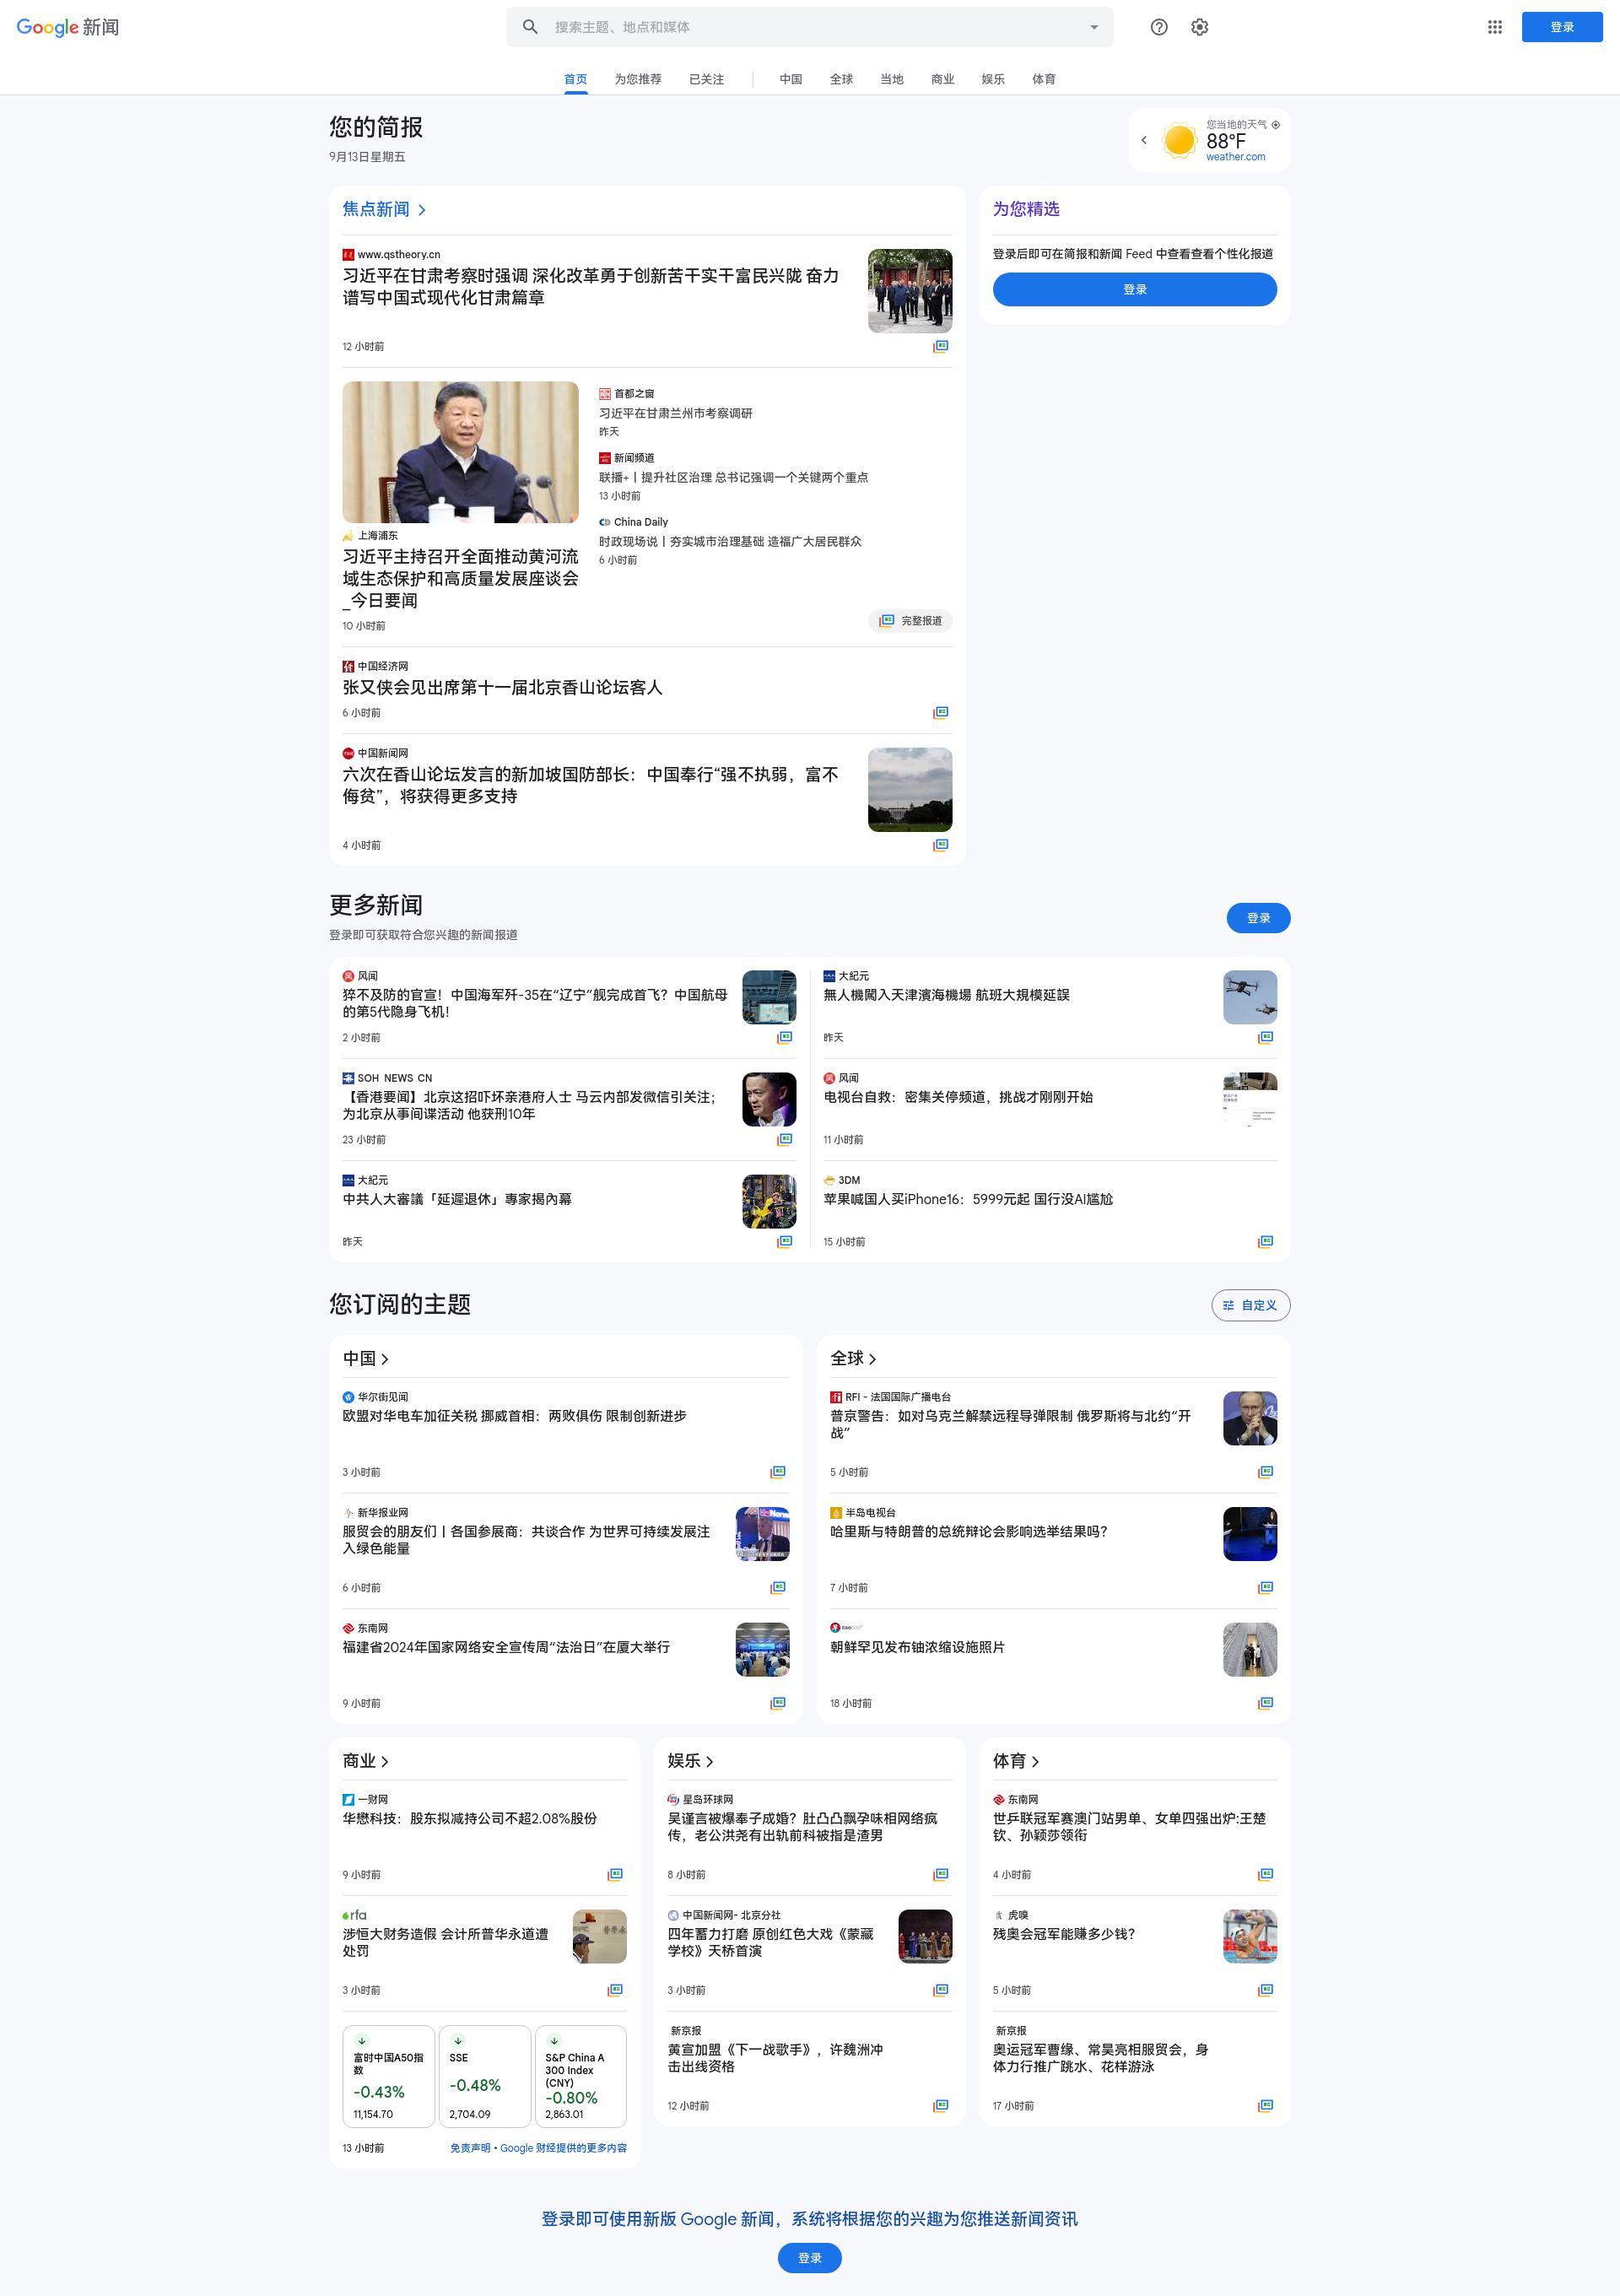 Google 新闻
搜索主题、地点和媒体
登录
首页
为您推荐
已关注
中国
全球
当地
商业
娱乐
体育
您的简报
9月13日星期五
您当地的天气
88°F
weather.com
焦点新闻
www.qstheory.cn
习近平在甘肃考察时强调 深化改革勇于创新苦干实干富民兴陇 奋力
谱写中国式现代化甘肃篇章
12 小时前
上海浦东
习近平主持召开全面推动黄河流
域生态保护和高质量发展座谈会
_今日要闻
10 小时前
首都之窗
习近平在甘肃兰州市考察调研
昨天
新闻频道
联播+丨提升社区治理 总书记强调一个关键两个重点
13 小时前
China Daily
时政现场说丨夯实城市治理基础 造福广大居民群众
6 小时前
完整报道
中国经济网
张又侠会见出席第十一届北京香山论坛客人
6 小时前
中国新闻网
六次在香山论坛发言的新加坡国防部长：中国奉行“强不执弱，富不
侮贫”，将获得更多支持
4 小时前
为您精选
登录后即可在简报和新闻 Feed 中查看查看个性化报道
登录
更多新闻
登录即可获取符合您兴趣的新闻报道
登录
风闻
猝不及防的官宣！中国海军歼-35在“辽宁”舰完成首飞？中国航母
的第5代隐身飞机！
2 小时前
SOH NEWS CN
【香港要闻】北京这招吓坏亲港府人士 马云内部发微信引关注；
为北京从事间谍活动 他获刑10年
23 小时前
大紀元
中共人大審議「延遲退休」專家揭內幕
昨天
大紀元
無人機闖入天津濱海機場 航班大規模延誤
昨天
风闻
电视台自救：密集关停频道，挑战才刚刚开始
11 小时前
3DM
苹果喊国人买iPhone16：5999元起 国行没AI尴尬
15 小时前
您订阅的主题
自定义
中国
华尔街见闻
欧盟对华电车加征关税 挪威首相：两败俱伤 限制创新进步
3 小时前
新华报业网
服贸会的朋友们丨各国参展商：共谈合作 为世界可持续发展注
入绿色能量
6 小时前
东南网
福建省2024年国家网络安全宣传周“法治日”在厦大举行
9 小时前
全球
RFI - 法国国际广播电台
普京警告：如对乌克兰解禁远程导弹限制 俄罗斯将与北约“开
战”
5 小时前
半岛电视台
哈里斯与特朗普的总统辩论会影响选举结果吗？
7 小时前
朝鲜罕见发布铀浓缩设施照片
18 小时前
商业
一财网
华懋科技：股东拟减持公司不超2.08%股份
9 小时前
rfa
涉恒大财务造假 会计所普华永道遭
处罚
3 小时前
富时中国A50指
数
-0.43%
11,154.70
SSE
-0.48%
2,704.09
S&P China A
300 Index
(CNY)
-0.80%
2,863.01
13 小时前
免责声明 • Google 财经提供的更多内容
娱乐
星岛环球网
吴谨言被爆奉子成婚？肚凸凸飘孕味相网络疯
传，老公洪尧有出轨前科被指是渣男
8 小时前
中国新闻网- 北京分社
四年蓄力打磨 原创红色大戏《蒙藏
学校》天桥首演
3 小时前
新京报
黄宣加盟《下一战歌手》，许魏洲冲
击出线资格
12 小时前
体育
东南网
世乒联冠军赛澳门站男单、女单四强出炉:王楚
钦、孙颖莎领衔
4 小时前
虎嗅
残奥会冠军能赚多少钱？
5 小时前
新京报
奥运冠军曹缘、常昊亮相服贸会，身
体力行推广跳水、花样游泳
17 小时前
登录即可使用新版 Google 新闻，系统将根据您的兴趣为您推送新闻资讯
登录